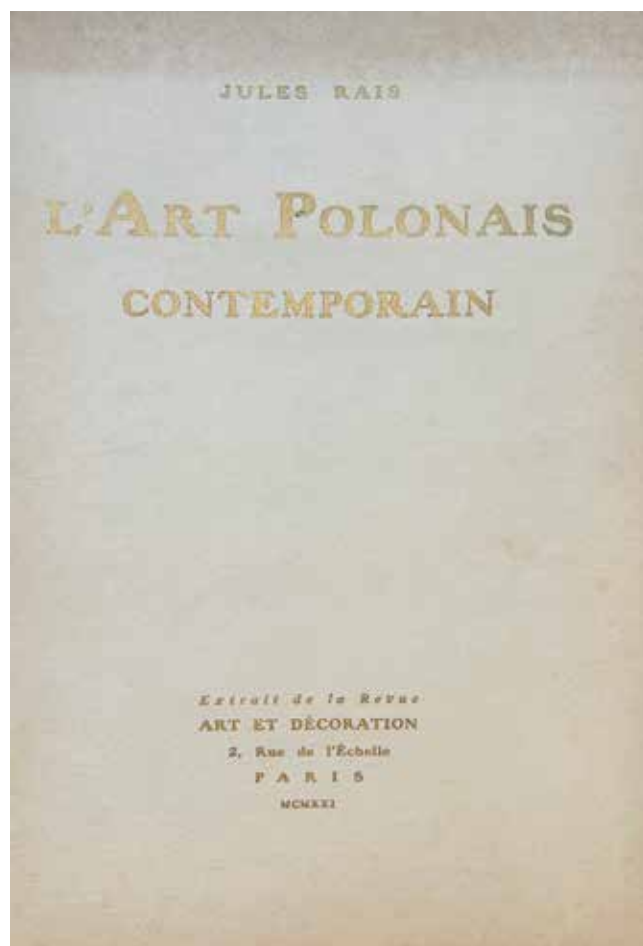 JULES RAIS
L'ART POLONAIS
CONTEMPORAIN
Extrait de la Revue
ART ET DÉCORATION
2, Rue de l'Échelle
PARIS
MCMXXI